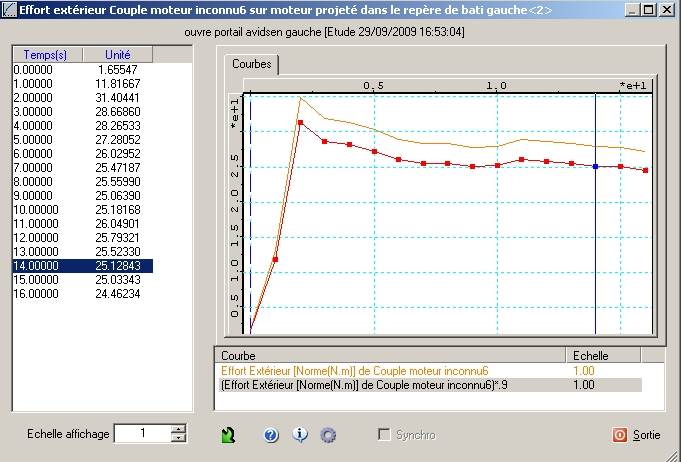 Effort extérieur Couple moteur inconnu6 sur moteur projeté dans le repère de bati gauche<2>
ouvre portail avidsen gauche [Etude 29/09/2009 16:53:04]
Temps(s) Unité
0.00000 1.65547
1.00000 11.81667
2.00000 31.40441
3.00000 28.66860
4.00000 28.26533
5.00000 27.28052
6.00000 26.02952
7.00000 25.47187
8.00000 25.55990
9.00000 25.06390
10.00000 25.18168
11.00000 26.04901
12.00000 25.79321
13.00000 25.52330
14.00000 25.12843
15.00000 25.03343
16.00000 24.46234
Courbes
0.5 1.0 *e+1
*e+1
2.5
2.0
1.5
1.0
0.5
Courbe Echelle
Effort Extérieur [Norme(N.m)] de Couple moteur inconnu6 1.00
(Effort Extérieur [Norme(N.m)] de Couple moteur inconnu6)*.9 1.00
Echelle affichage 1
Synchro
Sortie